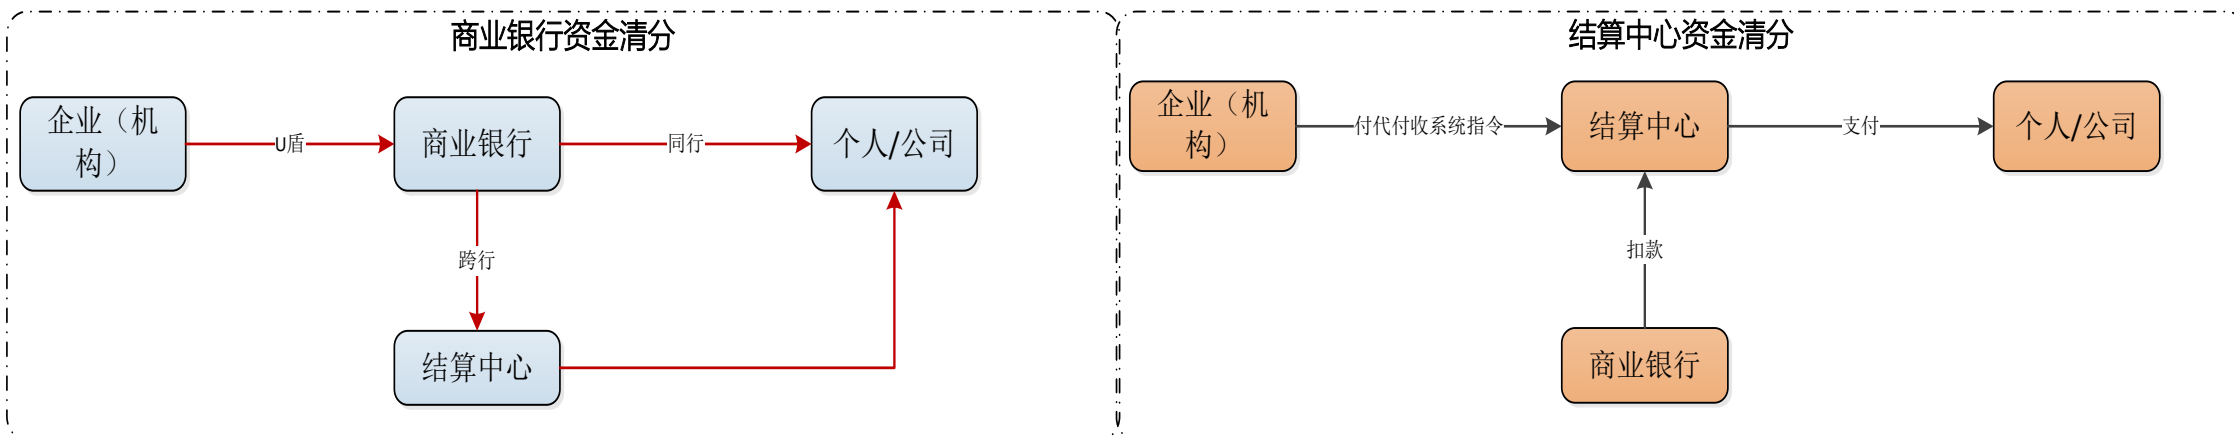 商业银行资金清分
企业（机
构）
U盾
商业银行
同行
个人/公司
跨行
结算中心
结算中心资金清分
企业（机
构）
付代付收系统指令
结算中心
支付
个人/公司
扣款
商业银行